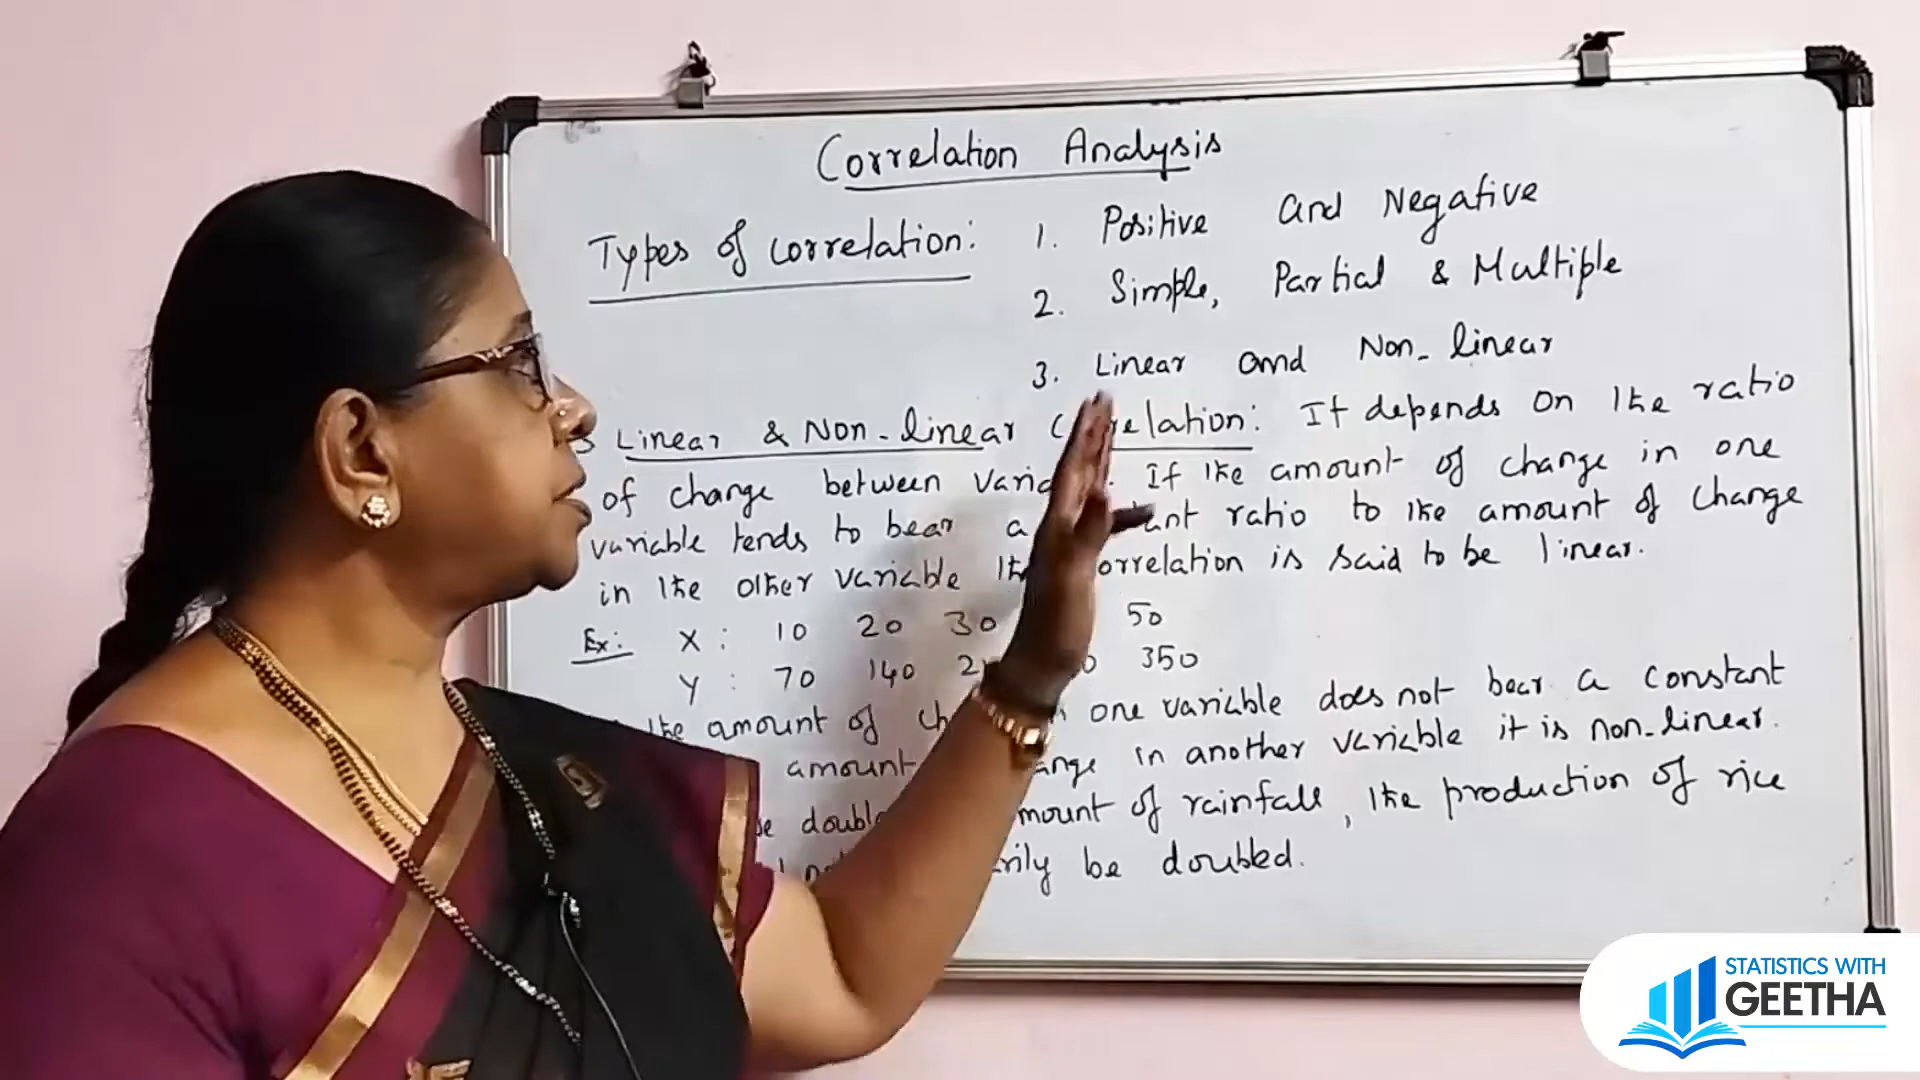 Correlation Analysis
Types of correlation: 1. Positive and Negative
2. Simple, Partial & Multiple
3. Linear and Non-linear
Linear & Non-linear Correlation: It depends on the ratio
of change between If the amount of change in one
variable tends to bear a ratio to the amount of change
in the other variable the correlation is said to be linear.
Ex: X : 10 20 30 50
Y : 70 140 350
the amount of one variable does not bear a constant
amount in another variable it is non-linear.
amount of rainfall, the production of rice
be doubled.
STATISTICS WITH
GEETHA